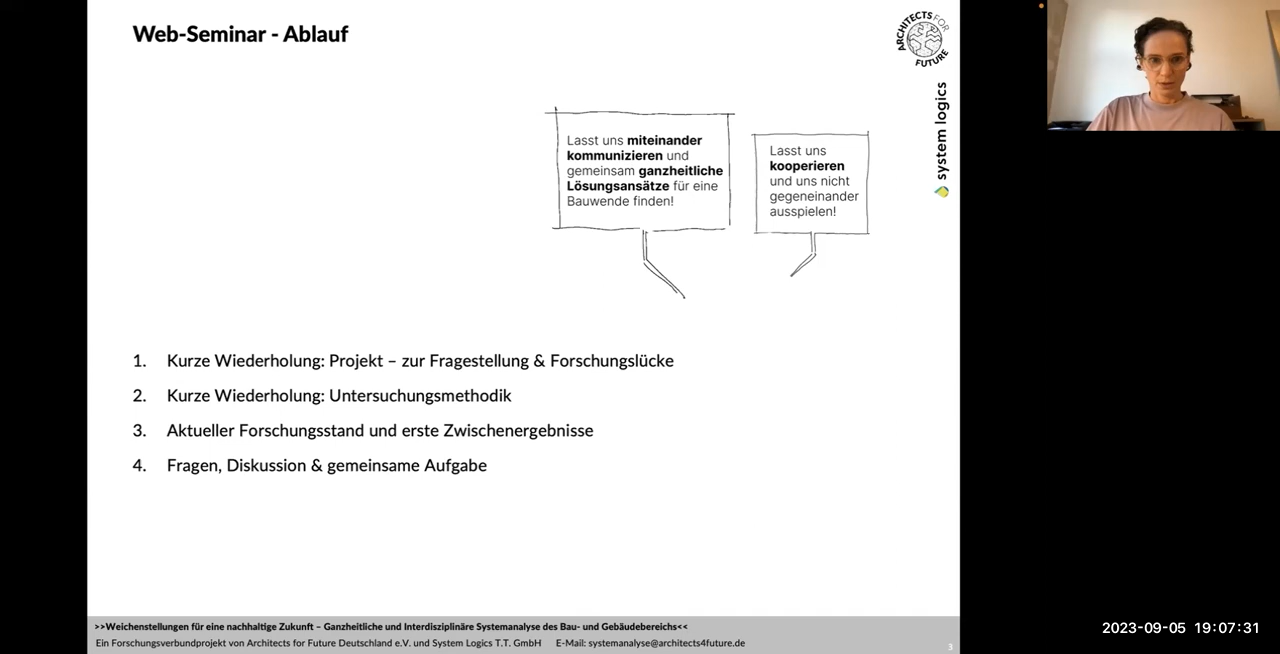 Web-Seminar - Ablauf
ARCHITECTS FOR
FUTURE
system logics
Lasst uns miteinander
kommunizieren und
gemeinsam ganzheitliche
Lösungsansätze für eine
Bauwende finden!
Lasst uns
kooperieren
und uns nicht
gegeneinander
ausspielen!
1. Kurze Wiederholung: Projekt – zur Fragestellung & Forschungslücke
2. Kurze Wiederholung: Untersuchungsmethodik
3. Aktueller Forschungsstand und erste Zwischenergebnisse
4. Fragen, Diskussion & gemeinsame Aufgabe
>>Weichenstellungen für eine nachhaltige Zukunft – Ganzheitliche und Interdisziplinäre Systemanalyse des Bau- und Gebäudebereichs<<
Ein Forschungsverbundprojekt von Architects for Future Deutschland e.V. und System Logics T.T. GmbH E-Mail: systemanalyse@architects4future.de
3
2023-09-05 19:07:31